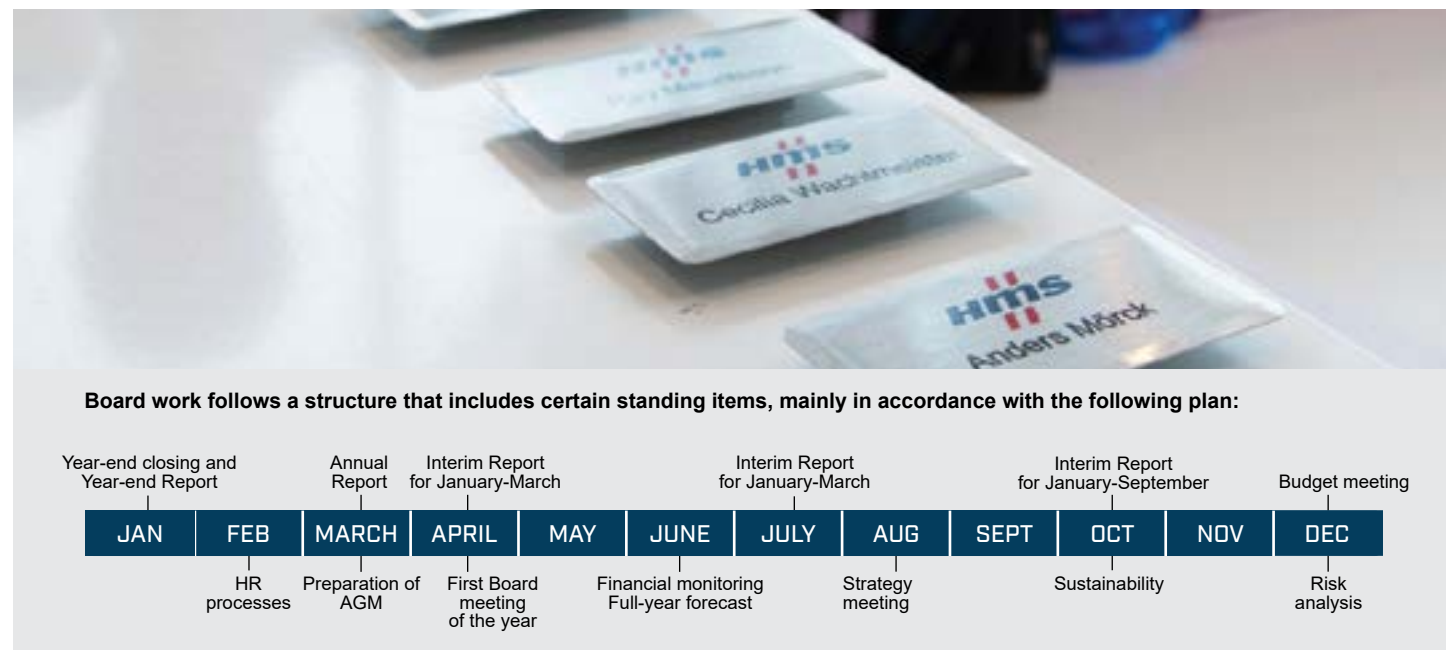 HMS
Cecilia Wachtmeister
HMS
Anders Mörck
Board work follows a structure that includes certain standing items, mainly in accordance with the following plan:
Year-end closing and
Year-end Report
Annual
Report
Interim Report
for January-March
Interim Report
for January-March
Interim Report
for January-September
Budget meeting
JAN FEB MARCH APRIL MAY JUNE JULY AUG SEPT OCT NOV DEC
HR
processes
Preparation of
AGM
First Board
meeting
of the year
Financial monitoring
Full-year forecast
Strategy
meeting
Sustainability
Risk
analysis